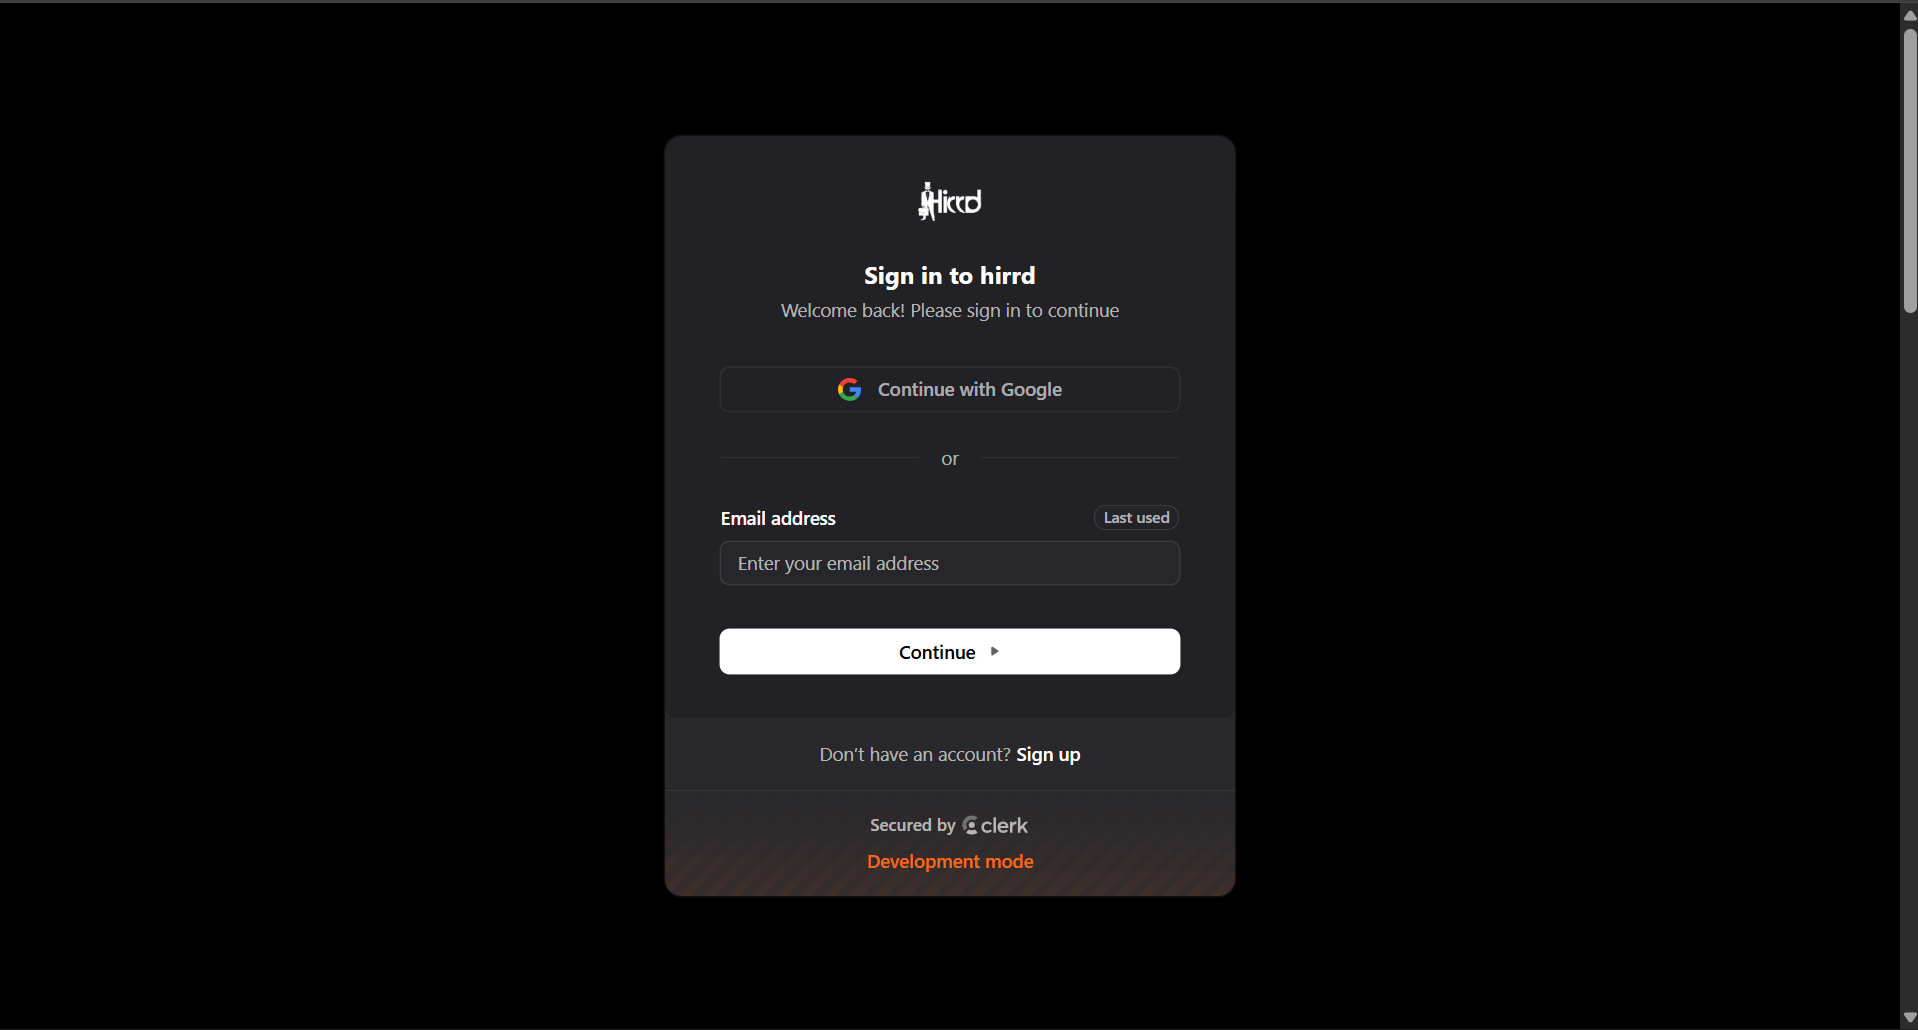 Hirrd
Sign in to hirrd
Welcome back! Please sign in to continue
Continue with Google
or
Email address
Last used
Enter your email address
Continue
Don’t have an account? Sign up
Secured by clerk
Development mode